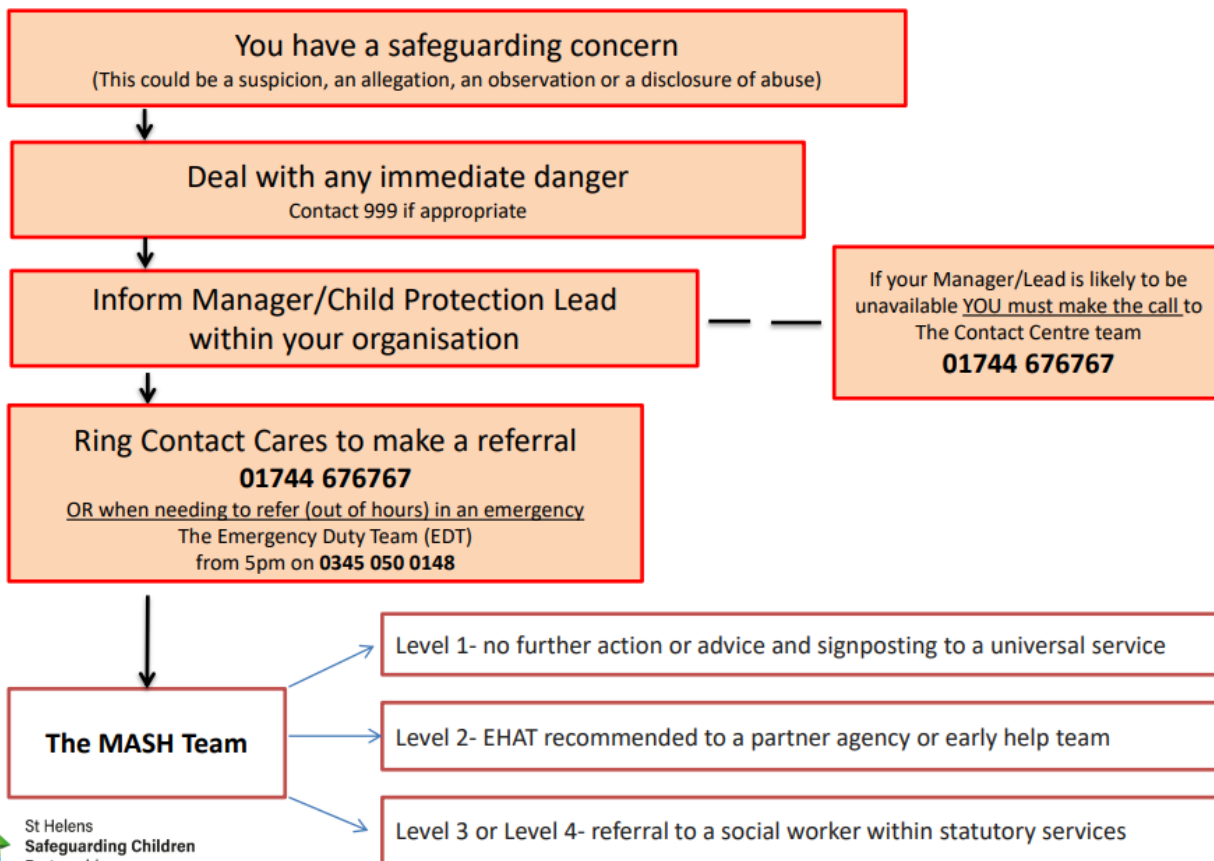 You have a safeguarding concern
(This could be a suspicion, an allegation, an observation or a disclosure of abuse)
Deal with any immediate danger
Contact 999 if appropriate
Inform Manager/Child Protection Lead
within your organisation
If your Manager/Lead is likely to be
unavailable YOU must make the call to
The Contact Centre team
01744 676767
Ring Contact Cares to make a referral
01744 676767
OR when needing to refer (out of hours) in an emergency
The Emergency Duty Team (EDT)
from 5pm on 0345 050 0148
The MASH Team
Level 1- no further action or advice and signposting to a universal service
Level 2- EHAT recommended to a partner agency or early help team
Level 3 or Level 4- referral to a social worker within statutory services
St Helens
Safeguarding Children